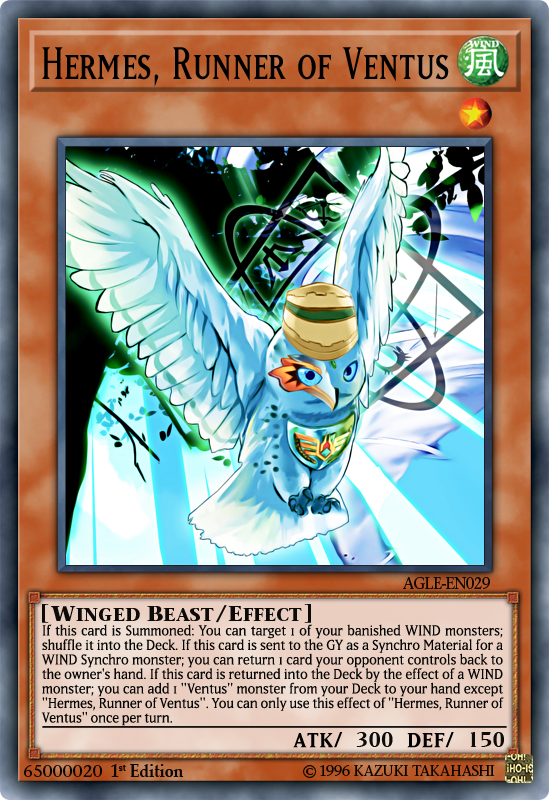 HERMES, RUNNER OF VENTUS
WIND
風
AGLE-EN029
[WINGED BEAST/EFFECT]
If this card is Summoned: You can target 1 of your banished WIND monsters;
shuffle it into the Deck. If this card is sent to the GY as a Synchro Material for a
WIND Synchro monster; you can return 1 card your opponent controls back to
the owner's hand. If this card is returned into the Deck by the effect of a WIND
monster; you can add 1 "Ventus" monster from your Deck to your hand except
"Hermes, Runner of Ventus". You can only use this effect of "Hermes, Runner of
Ventus" once per turn.
ATK/ 300 DEF/ 150
65000020 1st Edition
© 1996 KAZUKI TAKAHASHI